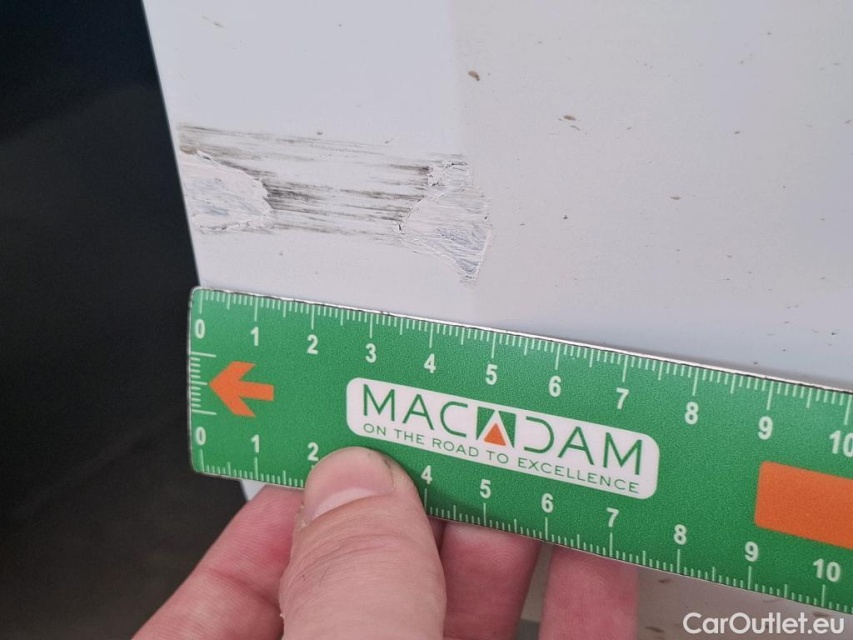 0 1 2 3 4 5 6 7 8 9 10
MACADAM
ON THE ROAD TO EXCELLENCE
0 1 2 4 5 6 7 8 9 10
CarOutlet.eu